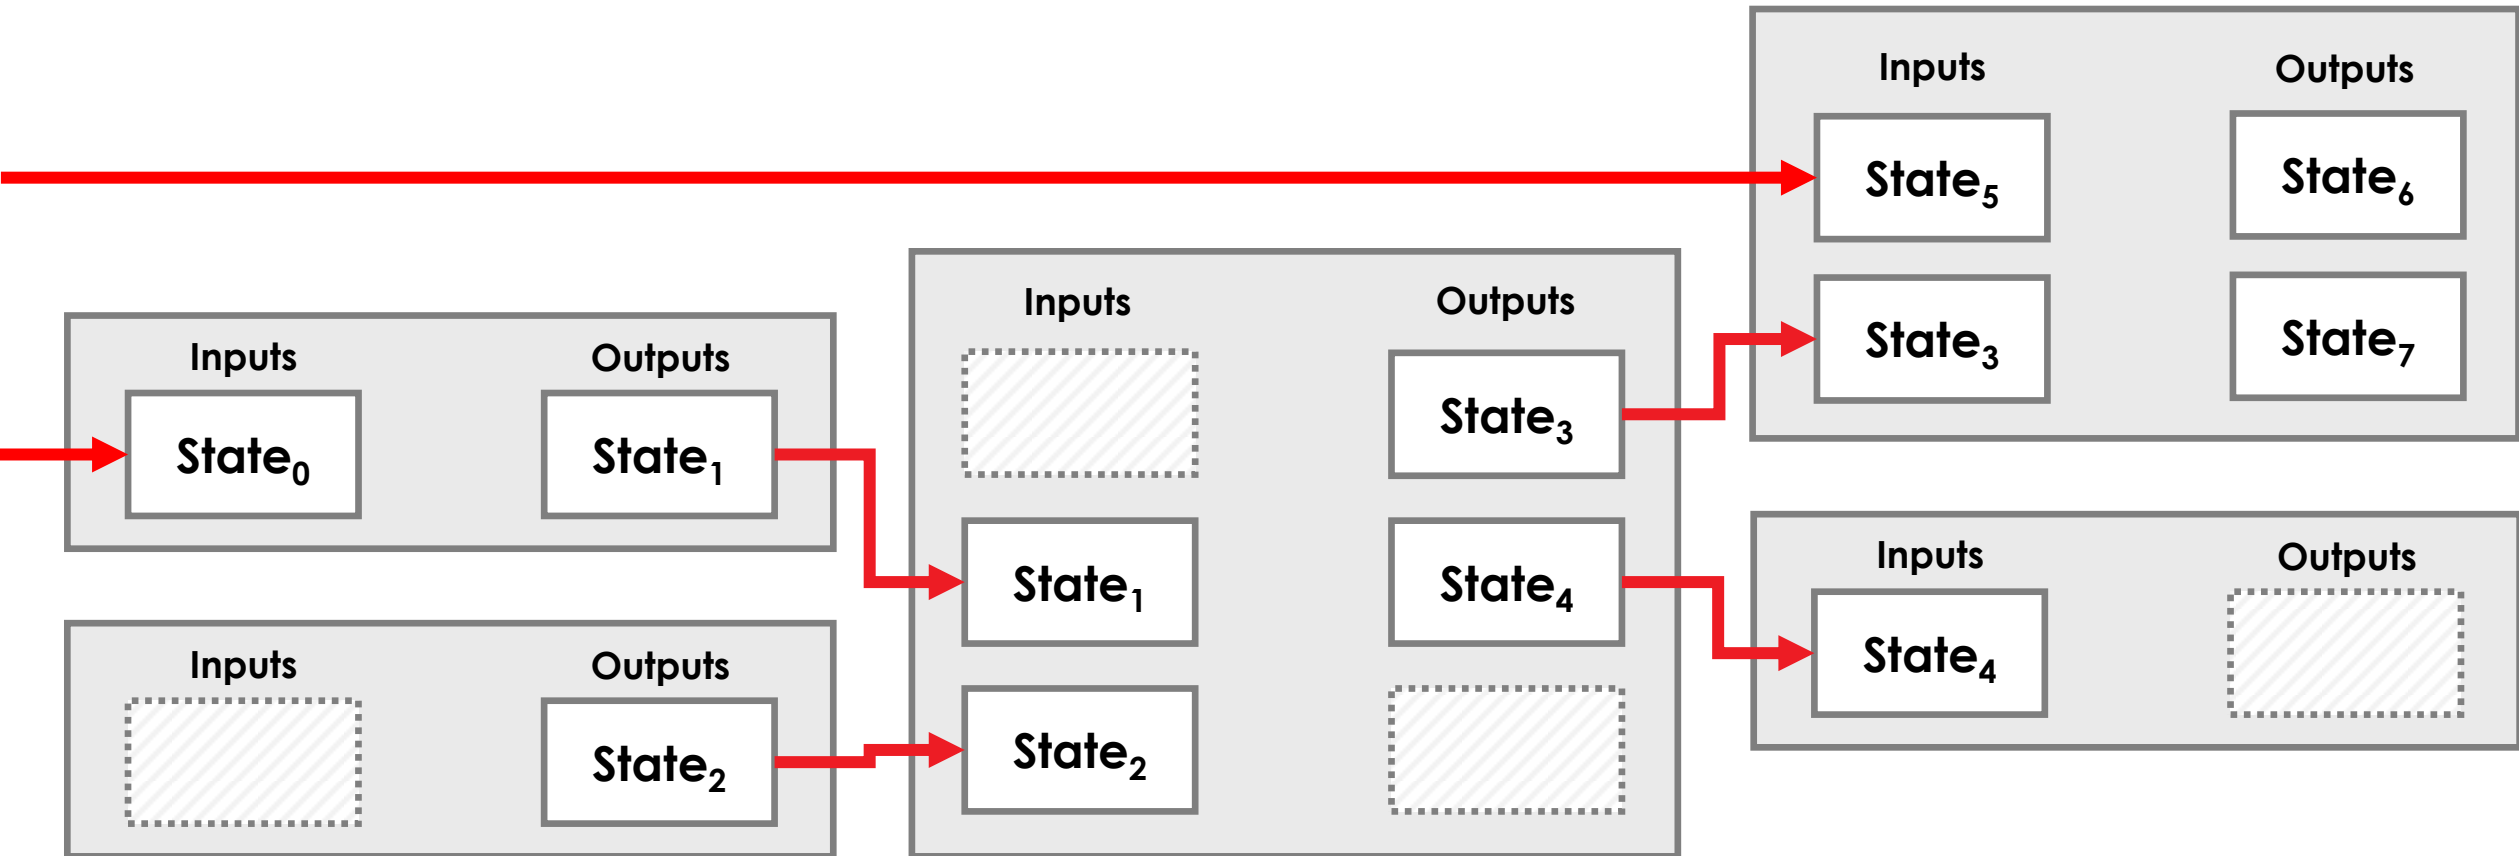 Inputs Outputs
State₅ State₆
State₃ State₇
Inputs Outputs
State₀ State₁
Inputs Outputs
State₂
Inputs Outputs
State₃
State₁ State₄
State₂
Inputs Outputs
State₄